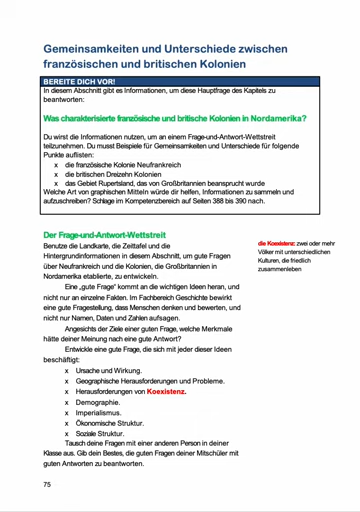 Gemeinsamkeiten und Unterschiede zwischen
französischen und britischen Kolonien
BEREITE DICH VOR!
In diesem Abschnitt gibt es Informationen, um diese Hauptfrage des Kapitels zu
beantworten:
Was charakterisierte französische und britische Kolonien in Nordamerika?
Du wirst die Informationen nutzen, um an einem Frage-und-Antwort-Wettstreit
teilzunehmen. Du musst Beispiele für Gemeinsamkeiten und Unterschiede für folgende
Punkte auflisten:
x die französische Kolonie Neufrankreich
x die britischen Dreizehn Kolonien
x das Gebiet Rupertsland, das von Großbritannien beansprucht wurde
Welche Art von graphischen Mitteln würde dir helfen, Informationen zu sammeln und
aufzuschreiben? Schlage im Kompetenzbereich auf Seiten 388 bis 390 nach.
Der Frage-und-Antwort-Wettstreit
Benutze die Landkarte, die Zeittafel und die
Hintergrundinformationen in diesem Abschnitt, um gute Fragen
über Neufrankreich und die Kolonien, die Großbritannien in
Nordamerika etablierte, zu entwickeln.
Eine „gute Frage“ kommt an die wichtigen Ideen heran, und
nicht nur an einzelne Fakten. Im Fachbereich Geschichte bewirkt
eine gute Fragestellung, dass Menschen denken und bewerten, und
nicht nur Namen, Daten und Zahlen aufsagen.
Angesichts der Ziele einer guten Frage, welche Merkmale
hätte deiner Meinung nach eine gute Antwort?
Entwickle eine gute Frage, die sich mit jeder dieser Ideen
beschäftigt:
x Ursache und Wirkung.
x Geographische Herausforderungen und Probleme.
x Herausforderungen von Koexistenz.
x Demographie.
x Imperialismus.
x Ökonomische Struktur.
x Soziale Struktur.
Tausch deine Fragen mit einer anderen Person in deiner
Klasse aus. Gib dein Bestes, die guten Fragen deiner Mitschüler mit
guten Antworten zu beantworten.
die Koexistenz: zwei oder mehr
Völker mit unterschiedlichen
Kulturen, die friedlich
zusammenleben
75